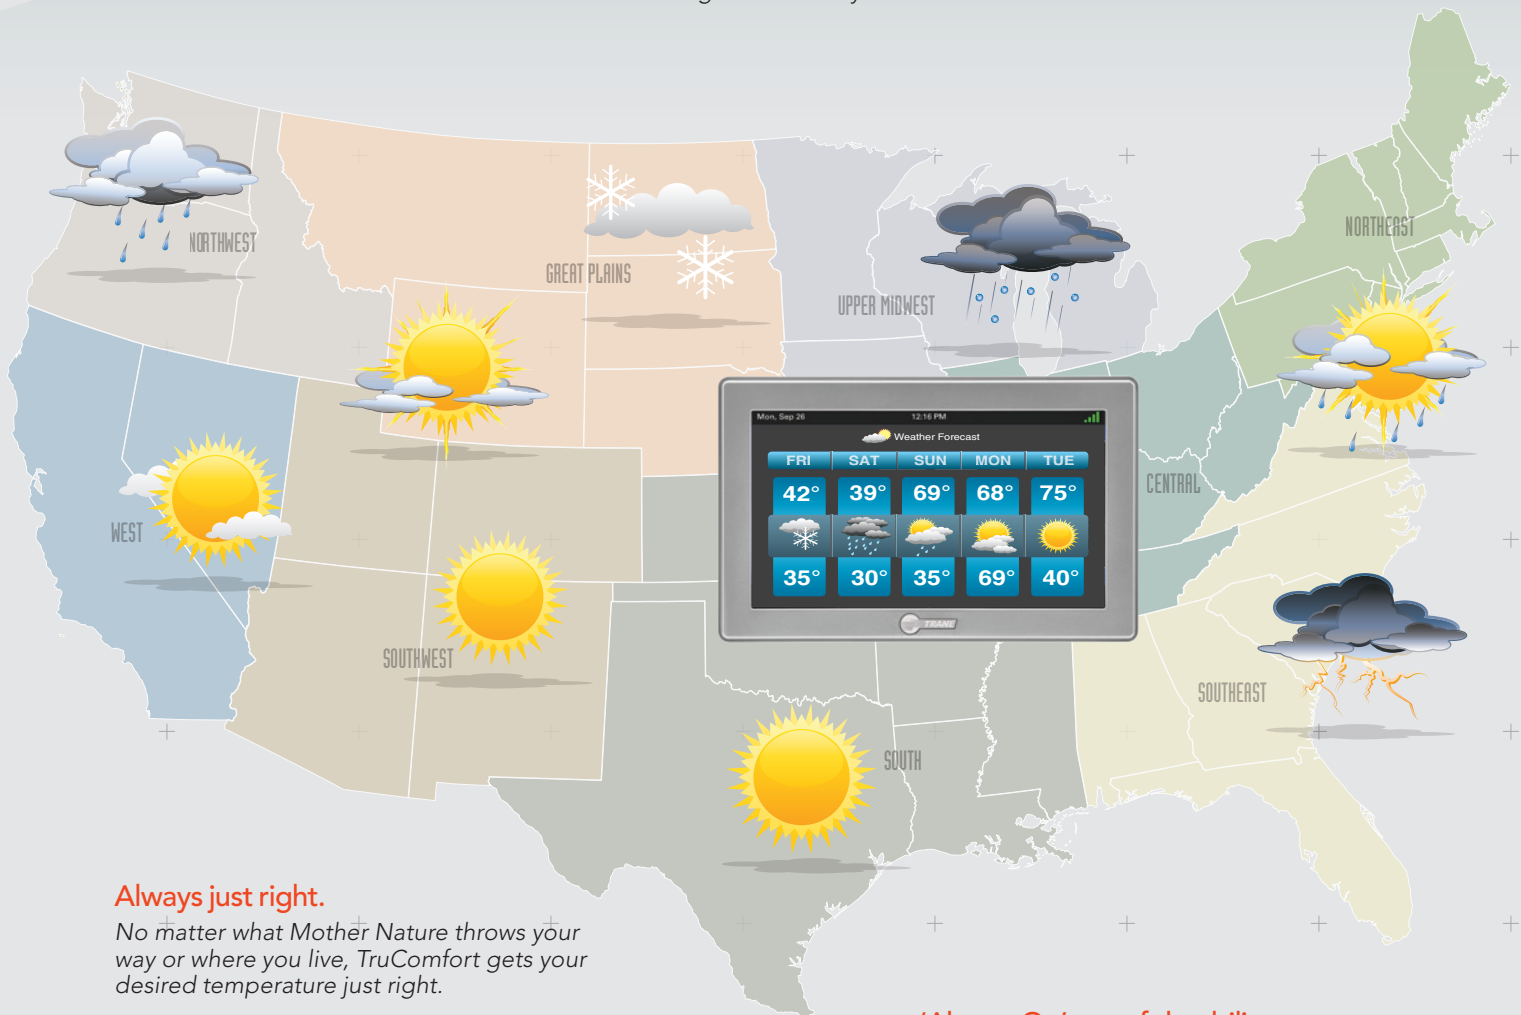 NORTHWEST
GREAT PLAINS
UPPER MIDWEST
NORTHEAST
WEST
SOUTHWEST
CENTRAL
SOUTHEAST
SOUTH
Mon, Sep 26 12:16 PM
Weather Forecast
FRI SAT SUN MON TUE
42° 39° 69° 68° 75°
35° 30° 35° 69° 40°
TRANE
Always just right.
No matter what Mother Nature throws your
way or where you live, TruComfort gets your
desired temperature just right.